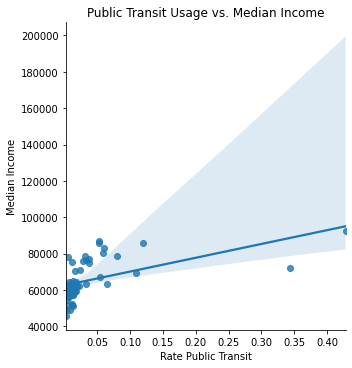 Public Transit Usage vs. Median Income
200000
180000
160000
140000
120000
100000
80000
60000
40000
Median Income
0.05 0.10 0.15 0.20 0.25 0.30 0.35 0.40
Rate Public Transit